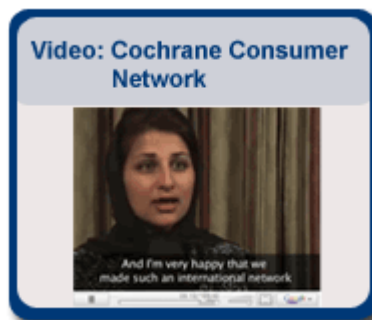 Video: Cochrane Consumer
Network
And I'm very happy that we
made such an international network